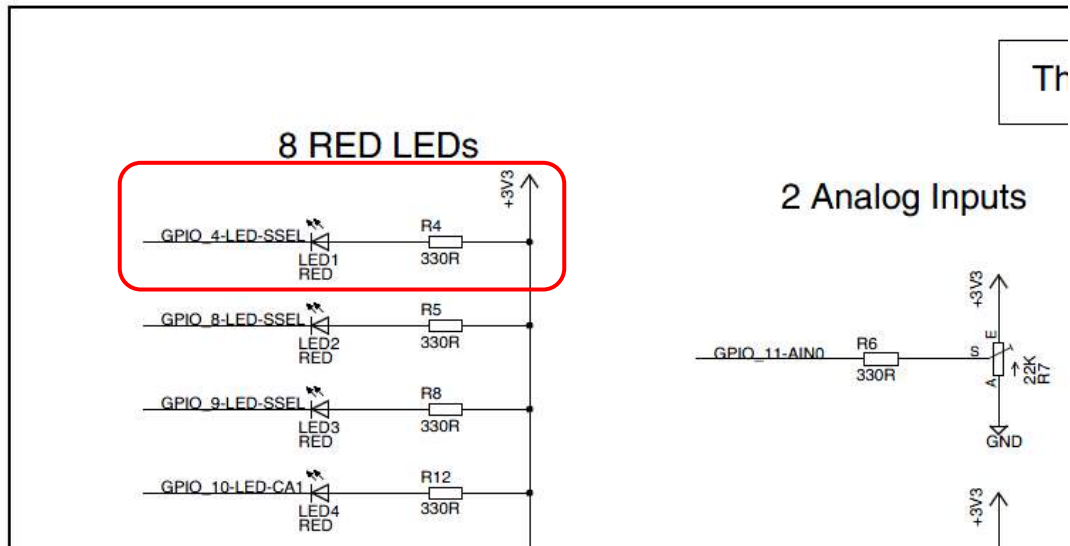 Th
8 RED LEDs
+3V3
GPIO_4-LED-SSEL
LED1
RED
R4
330R
GPIO_8-LED-SSEL
LED2
RED
R5
330R
GPIO_9-LED-SSEL
LED3
RED
R8
330R
GPIO_10-LED-CA1
LED4
RED
R12
330R
2 Analog Inputs
+3V3
GPIO_11-AIN0
R6
330R
S
E
A
22K
R7
GND
+3V3